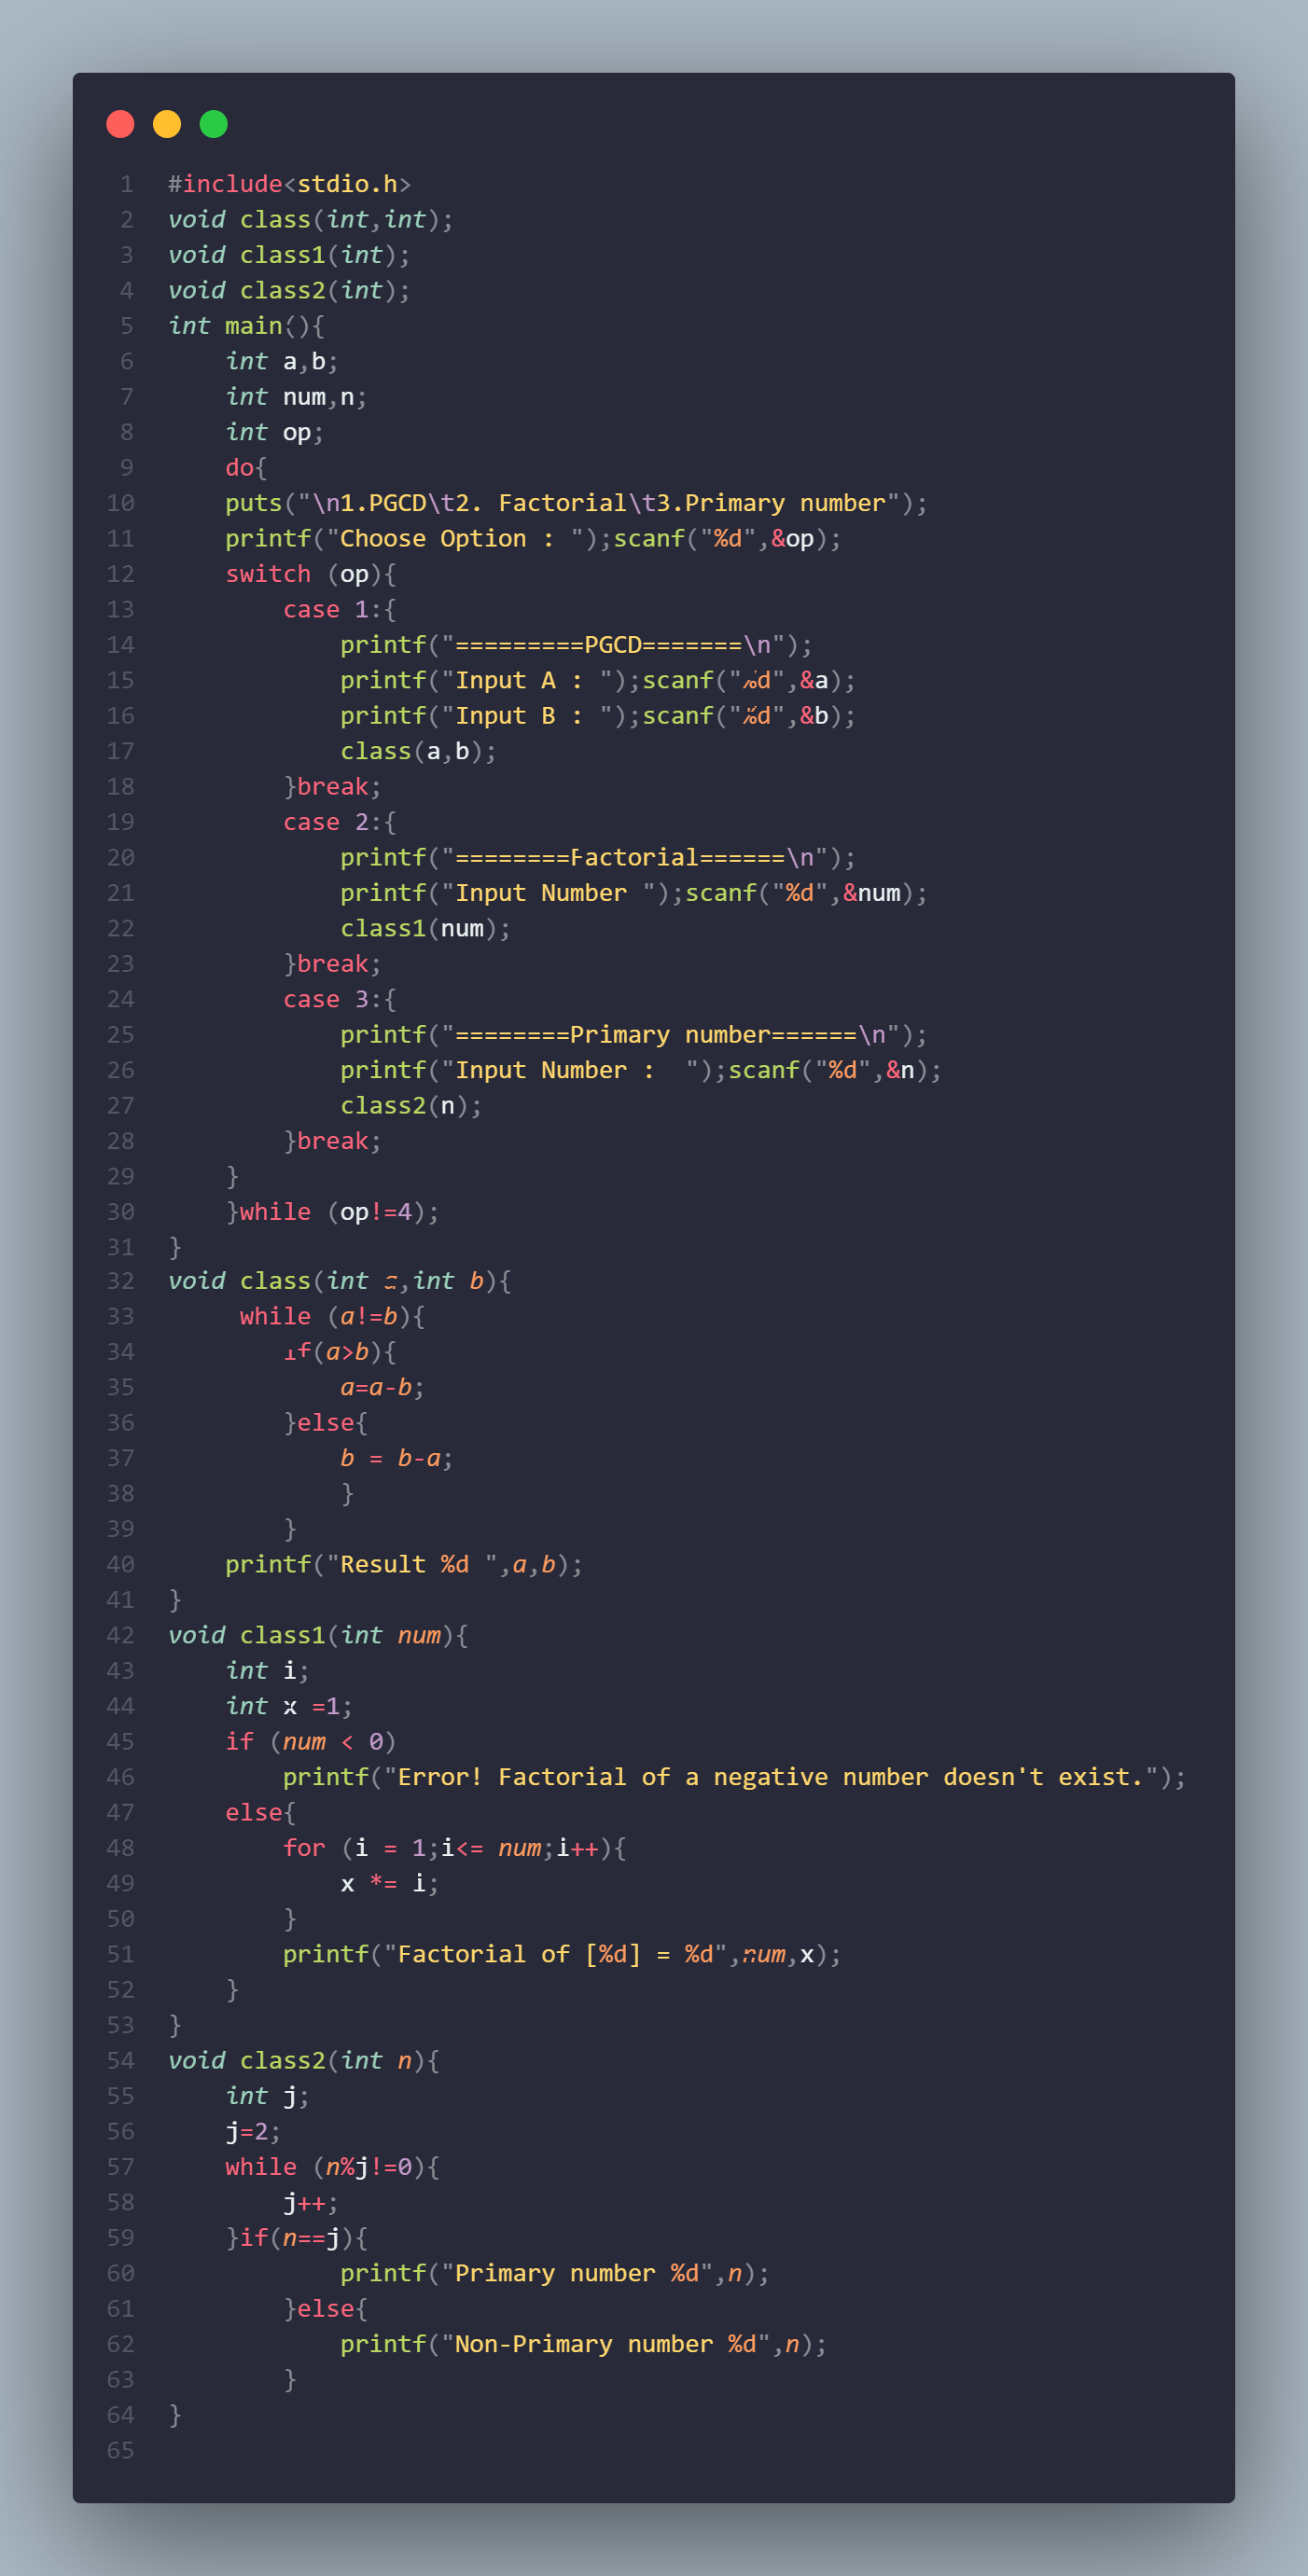 1 #include<stdio.h>
2 void class(int,int);
3 void class1(int);
4 void class2(int);
5 int main(){
6     int a,b;
7     int num,n;
8     int op;
9     do{
10     puts("\n1.PGCD\t2. Factorial\t3.Primary number");
11     printf("Choose Option : ");scanf("%d",&op);
12     switch (op){
13         case 1:{
14             printf("=========PGCD=======\n");
15             printf("Input A : ");scanf("%d",&a);
16             printf("Input B : ");scanf("%d",&b);
17             class(a,b);
18         }break;
19         case 2:{
20             printf("========Factorial======\n");
21             printf("Input Number ");scanf("%d",&num);
22             class1(num);
23         }break;
24         case 3:{
25             printf("========Primary number======\n");
26             printf("Input Number :  ");scanf("%d",&n);
27             class2(n);
28         }break;
29     }
30     }while (op!=4);
31 }
32 void class(int a,int b){
33      while (a!=b){
34         if(a>b){
35             a=a-b;
36         }else{
37             b = b-a;
38             }
39         }
40     printf("Result %d ",a,b);
41 }
42 void class1(int num){
43     int i;
44     int x =1;
45     if (num < 0)
46         printf("Error! Factorial of a negative number doesn't exist.");
47     else{
48         for (i = 1;i<= num;i++){
49             x *= i;
50         }
51         printf("Factorial of [%d] = %d",num,x);
52     }
53 }
54 void class2(int n){
55     int j;
56     j=2;
57     while (n%j!=0){
58         j++;
59     }if(n==j){
60             printf("Primary number %d",n);
61         }else{
62             printf("Non-Primary number %d",n);
63         }
64 }
65